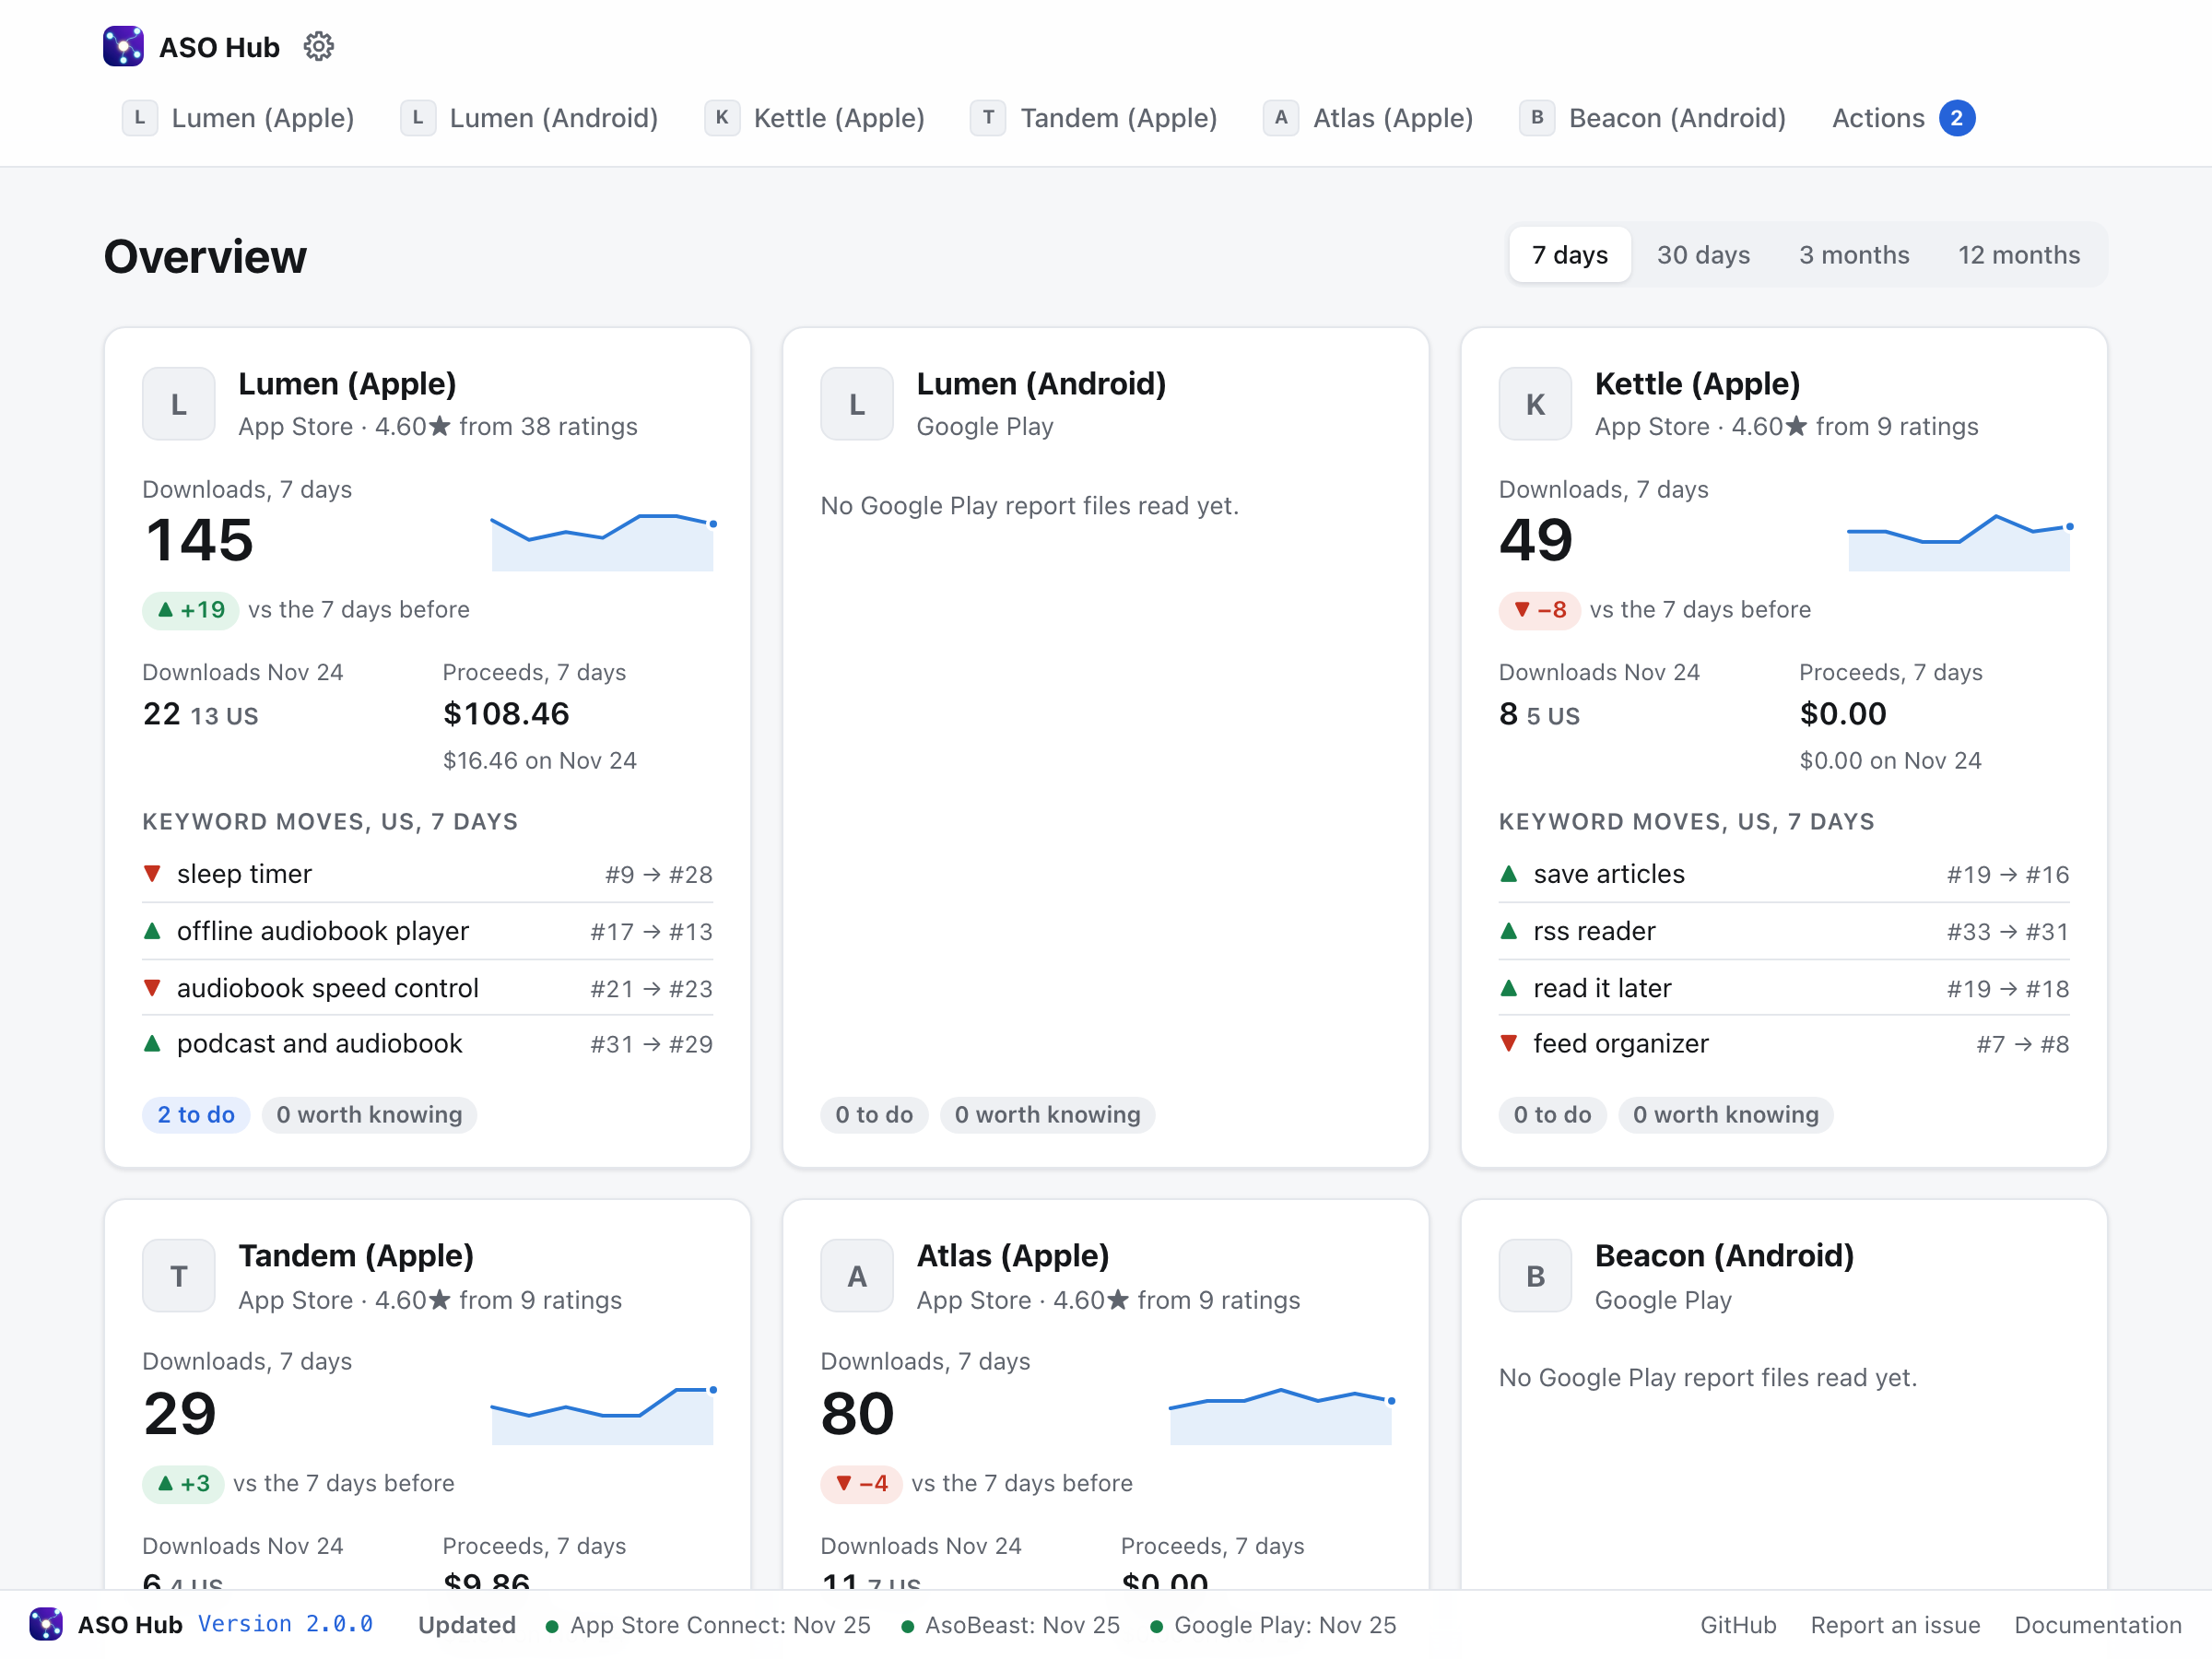 ASO Hub
L Lumen (Apple) L Lumen (Android) K Kettle (Apple) T Tandem (Apple) A Atlas (Apple) B Beacon (Android) Actions 2
Overview
7 days 30 days 3 months 12 months
L
Lumen (Apple)
App Store · 4.60★ from 38 ratings
Downloads, 7 days
145
▲ +19 vs the 7 days before
Downloads Nov 24
22 13 US
Proceeds, 7 days
$108.46
$16.46 on Nov 24
KEYWORD MOVES, US, 7 DAYS
▼ sleep timer #9 → #28
▲ offline audiobook player #17 → #13
▼ audiobook speed control #21 → #23
▲ podcast and audiobook #31 → #29
2 to do 0 worth knowing
L
Lumen (Android)
Google Play
No Google Play report files read yet.
0 to do 0 worth knowing
K
Kettle (Apple)
App Store · 4.60★ from 9 ratings
Downloads, 7 days
49
▼ −8 vs the 7 days before
Downloads Nov 24
8 5 US
Proceeds, 7 days
$0.00
$0.00 on Nov 24
KEYWORD MOVES, US, 7 DAYS
▲ save articles #19 → #16
▲ rss reader #33 → #31
▲ read it later #19 → #18
▼ feed organizer #7 → #8
0 to do 0 worth knowing
T
Tandem (Apple)
App Store · 4.60★ from 9 ratings
Downloads, 7 days
29
▲ +3 vs the 7 days before
Downloads Nov 24
6 4 US
Proceeds, 7 days
$9.86
A
Atlas (Apple)
App Store · 4.60★ from 9 ratings
Downloads, 7 days
80
▼ −4 vs the 7 days before
Downloads Nov 24
11 7 US
Proceeds, 7 days
$0.00
B
Beacon (Android)
Google Play
No Google Play report files read yet.
ASO Hub Version 2.0.0 Updated App Store Connect: Nov 25 AsoBeast: Nov 25 Google Play: Nov 25 GitHub Report an issue Documentation